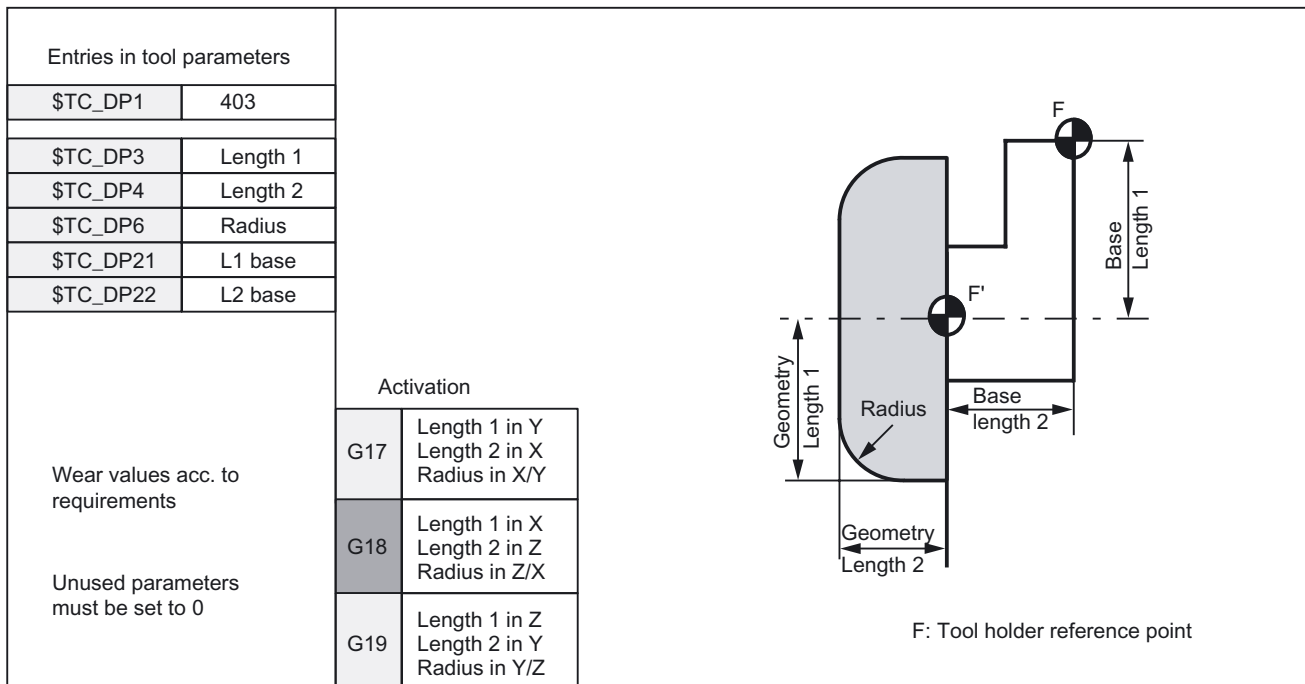 Entries in tool parameters
$TC_DP1 403
$TC_DP3 Length 1
$TC_DP4 Length 2
$TC_DP6 Radius
$TC_DP21 L1 base
$TC_DP22 L2 base
Wear values acc. to
requirements
Unused parameters
must be set to 0
Activation
G17
Length 1 in Y
Length 2 in X
Radius in X/Y
G18
Length 1 in X
Length 2 in Z
Radius in Z/X
G19
Length 1 in Z
Length 2 in Y
Radius in Y/Z
F
Base
Length 1
F'
Geometry
Length 1
Radius
Base
length 2
Geometry
Length 2
F: Tool holder reference point